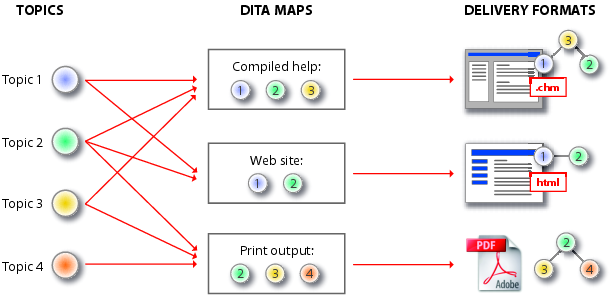 TOPICS
DITA MAPS
DELIVERY FORMATS
Topic 1
Topic 2
Topic 3
Topic 4
Compiled help:
1 2 3
Web site:
1 2
Print output:
2 3 4
3
1 2
.chm
1 2
html
PDF
Adobe
2
3 4